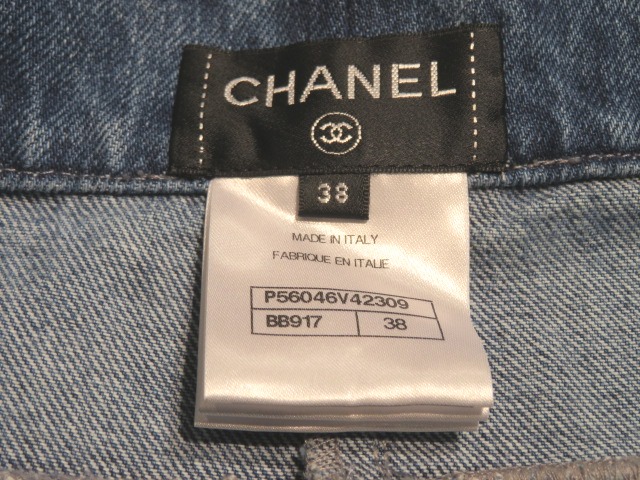 CHANEL
38
MADE IN ITALY
FABRIQUE EN ITALIE
P56046V42309
BB917 38